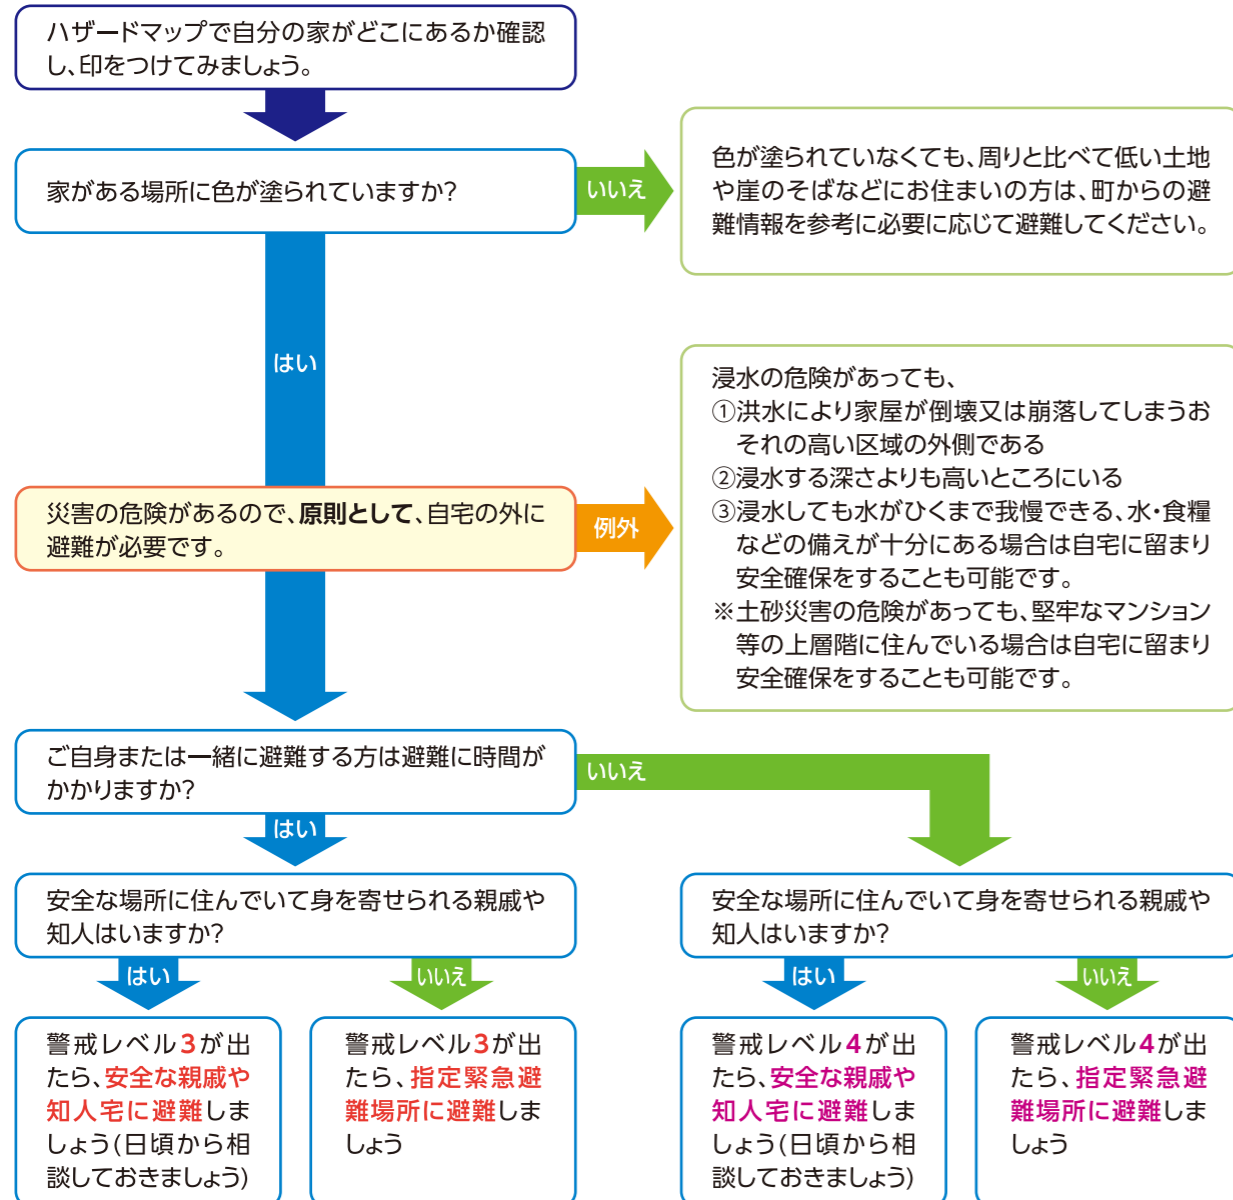 ハザードマップで自分の家がどこにあるか確認
し、印をつけてみましょう。
家がある場所に色が塗られていますか?
いいえ
色が塗られていなくても、周りと比べて低い土地
や崖のそばなどにお住まいの方は、町からの避
難情報を参考に必要に応じて避難してください。
はい
災害の危険があるので、原則として、自宅の外に
避難が必要です。
例外
浸水の危険があっても、
①洪水により家屋が倒壊又は崩落してしまうお
それの高い区域の外側である
②浸水する深さよりも高いところにいる
③浸水しても水がひくまで我慢できる、水・食糧
などの備えが十分にある場合は自宅に留まり
安全確保をすることも可能です。
※土砂災害の危険があっても、堅牢なマンション
等の上層階に住んでいる場合は自宅に留まり
安全確保をすることも可能です。
ご自身または一緒に避難する方は避難に時間が
かかりますか?
いいえ
はい
安全な場所に住んでいて身を寄せられる親戚や
知人はいますか?
はい
いいえ
警戒レベル3が出
たら、安全な親戚や
知人宅に避難しま
しょう(日頃から相
談しておきましょう)
警戒レベル3が出
たら、指定緊急避
難場所に避難しま
しょう
安全な場所に住んでいて身を寄せられる親戚や
知人はいますか?
はい
いいえ
警戒レベル4が出
たら、安全な親戚や
知人宅に避難しま
しょう(日頃から相
談しておきましょう)
警戒レベル4が出
たら、指定緊急避
難場所に避難しま
しょう